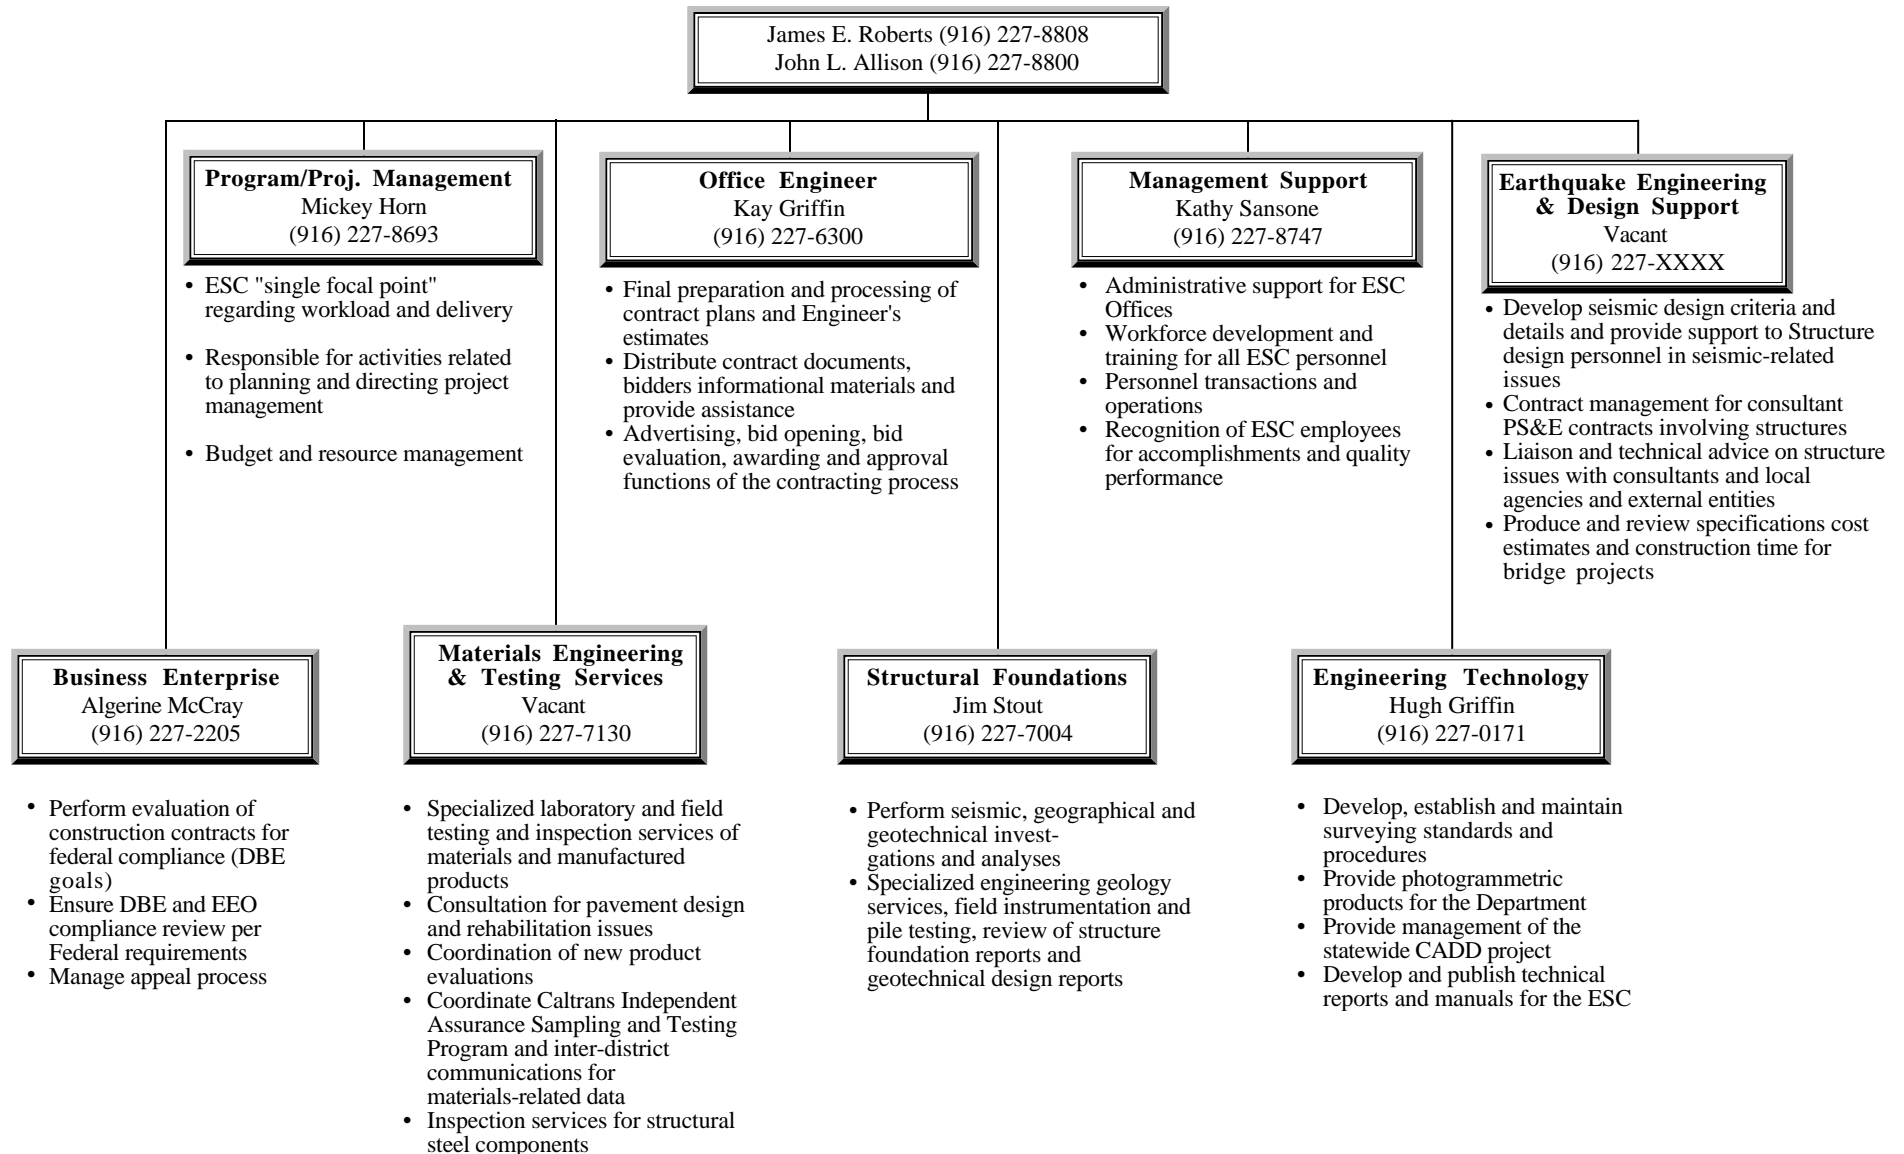 James E. Roberts (916) 227-8808
John L. Allison (916) 227-8800
Program/Proj. Management
Mickey Horn
(916) 227-8693
• ESC "single focal point"
regarding workload and delivery
• Responsible for activities related
to planning and directing project
management
• Budget and resource management
Office Engineer
Kay Griffin
(916) 227-6300
• Final preparation and processing of
contract plans and Engineer's
estimates
• Distribute contract documents,
bidders informational materials and
provide assistance
• Advertising, bid opening, bid
evaluation, awarding and approval
functions of the contracting process
Management Support
Kathy Sansone
(916) 227-8747
• Administrative support for ESC
Offices
• Workforce development and
training for all ESC personnel
• Personnel transactions and
operations
• Recognition of ESC employees
for accomplishments and quality
performance
Earthquake Engineering
& Design Support
Vacant
(916) 227-XXXX
• Develop seismic design criteria and
details and provide support to Structure
design personnel in seismic-related
issues
• Contract management for consultant
PS&E contracts involving structures
• Liaison and technical advice on structure
issues with consultants and local
agencies and external entities
• Produce and review specifications cost
estimates and construction time for
bridge projects
Business Enterprise
Algerine McCray
(916) 227-2205
• Perform evaluation of
construction contracts for
federal compliance (DBE
goals)
• Ensure DBE and EEO
compliance review per
Federal requirements
• Manage appeal process
Materials Engineering
& Testing Services
Vacant
(916) 227-7130
• Specialized laboratory and field
testing and inspection services of
materials and manufactured
products
• Consultation for pavement design
and rehabilitation issues
• Coordination of new product
evaluations
• Coordinate Caltrans Independent
Assurance Sampling and Testing
Program and inter-district
communications for
materials-related data
• Inspection services for structural
steel components
Structural Foundations
Jim Stout
(916) 227-7004
• Perform seismic, geographical and
geotechnical invest-
gations and analyses
• Specialized engineering geology
services, field instrumentation and
pile testing, review of structure
foundation reports and
geotechnical design reports
Engineering Technology
Hugh Griffin
(916) 227-0171
• Develop, establish and maintain
surveying standards and
procedures
• Provide photogrammetric
products for the Department
• Provide management of the
statewide CADD project
• Develop and publish technical
reports and manuals for the ESC